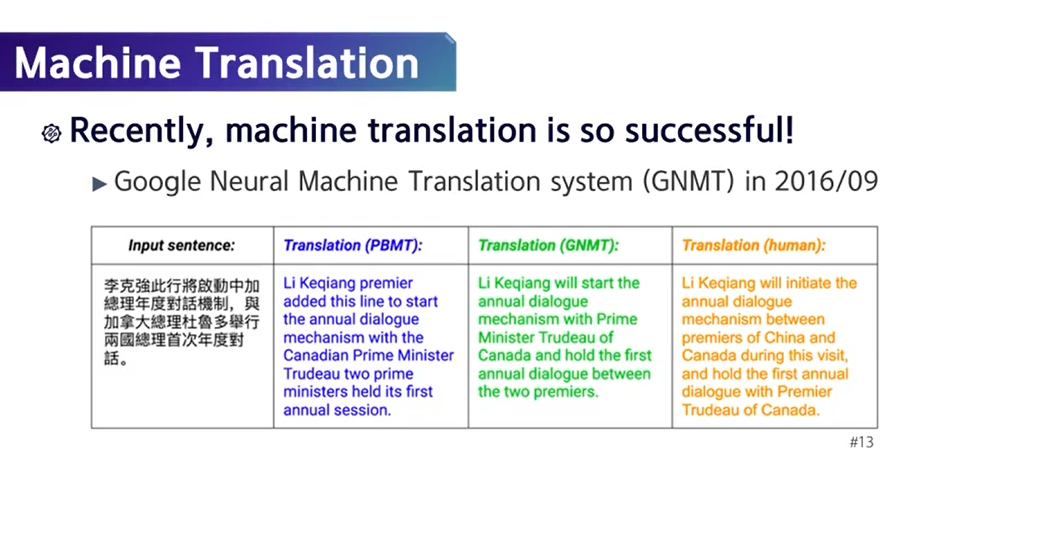 Machine Translation
Recently, machine translation is so successful!
▶ Google Neural Machine Translation system (GNMT) in 2016/09
Input sentence:
李克強此行將啟動中加
總理年度對話機制，與
加拿大總理杜魯多舉行
兩國總理首次年度對
話。
Translation (PBMT):
Li Keqiang premier
added this line to start
the annual dialogue
mechanism with the
Canadian Prime Minister
Trudeau two prime
ministers held its first
annual session.
Translation (GNMT):
Li Keqiang will start the
annual dialogue
mechanism with Prime
Minister Trudeau of
Canada and hold the first
annual dialogue between
the two premiers.
Translation (human):
Li Keqiang will initiate the
annual dialogue
mechanism between
premiers of China and
Canada during this visit,
and hold the first annual
dialogue with Premier
Trudeau of Canada.
#13